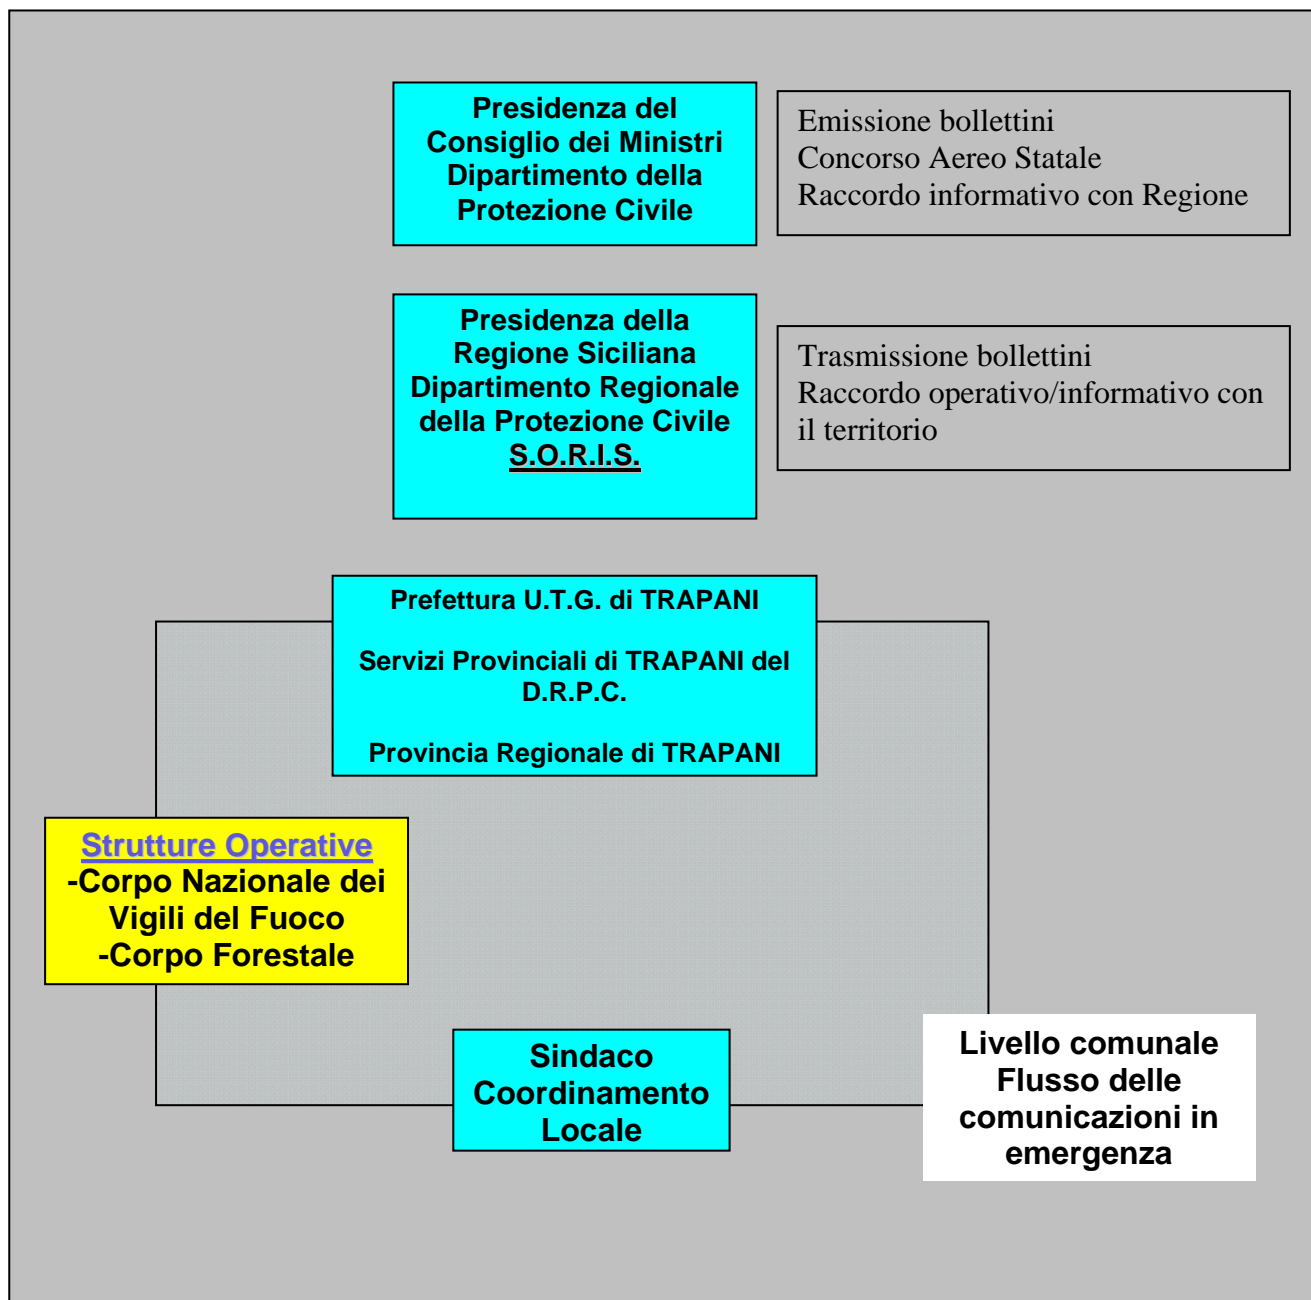 Presidenza del
Consiglio dei Ministri
Dipartimento della
Protezione Civile
Emissione bollettini
Concorso Aereo Statale
Raccordo informativo con Regione
Presidenza della
Regione Siciliana
Dipartimento Regionale
della Protezione Civile
S.O.R.I.S.
Trasmissione bollettini
Raccordo operativo/informativo con
il territorio
Prefettura U.T.G. di TRAPANI
Servizi Provinciali di TRAPANI del
D.R.P.C.
Provincia Regionale di TRAPANI
Strutture Operative
-Corpo Nazionale dei
Vigili del Fuoco
-Corpo Forestale
Sindaco
Coordinamento
Locale
Livello comunale
Flusso delle
comunicazioni in
emergenza